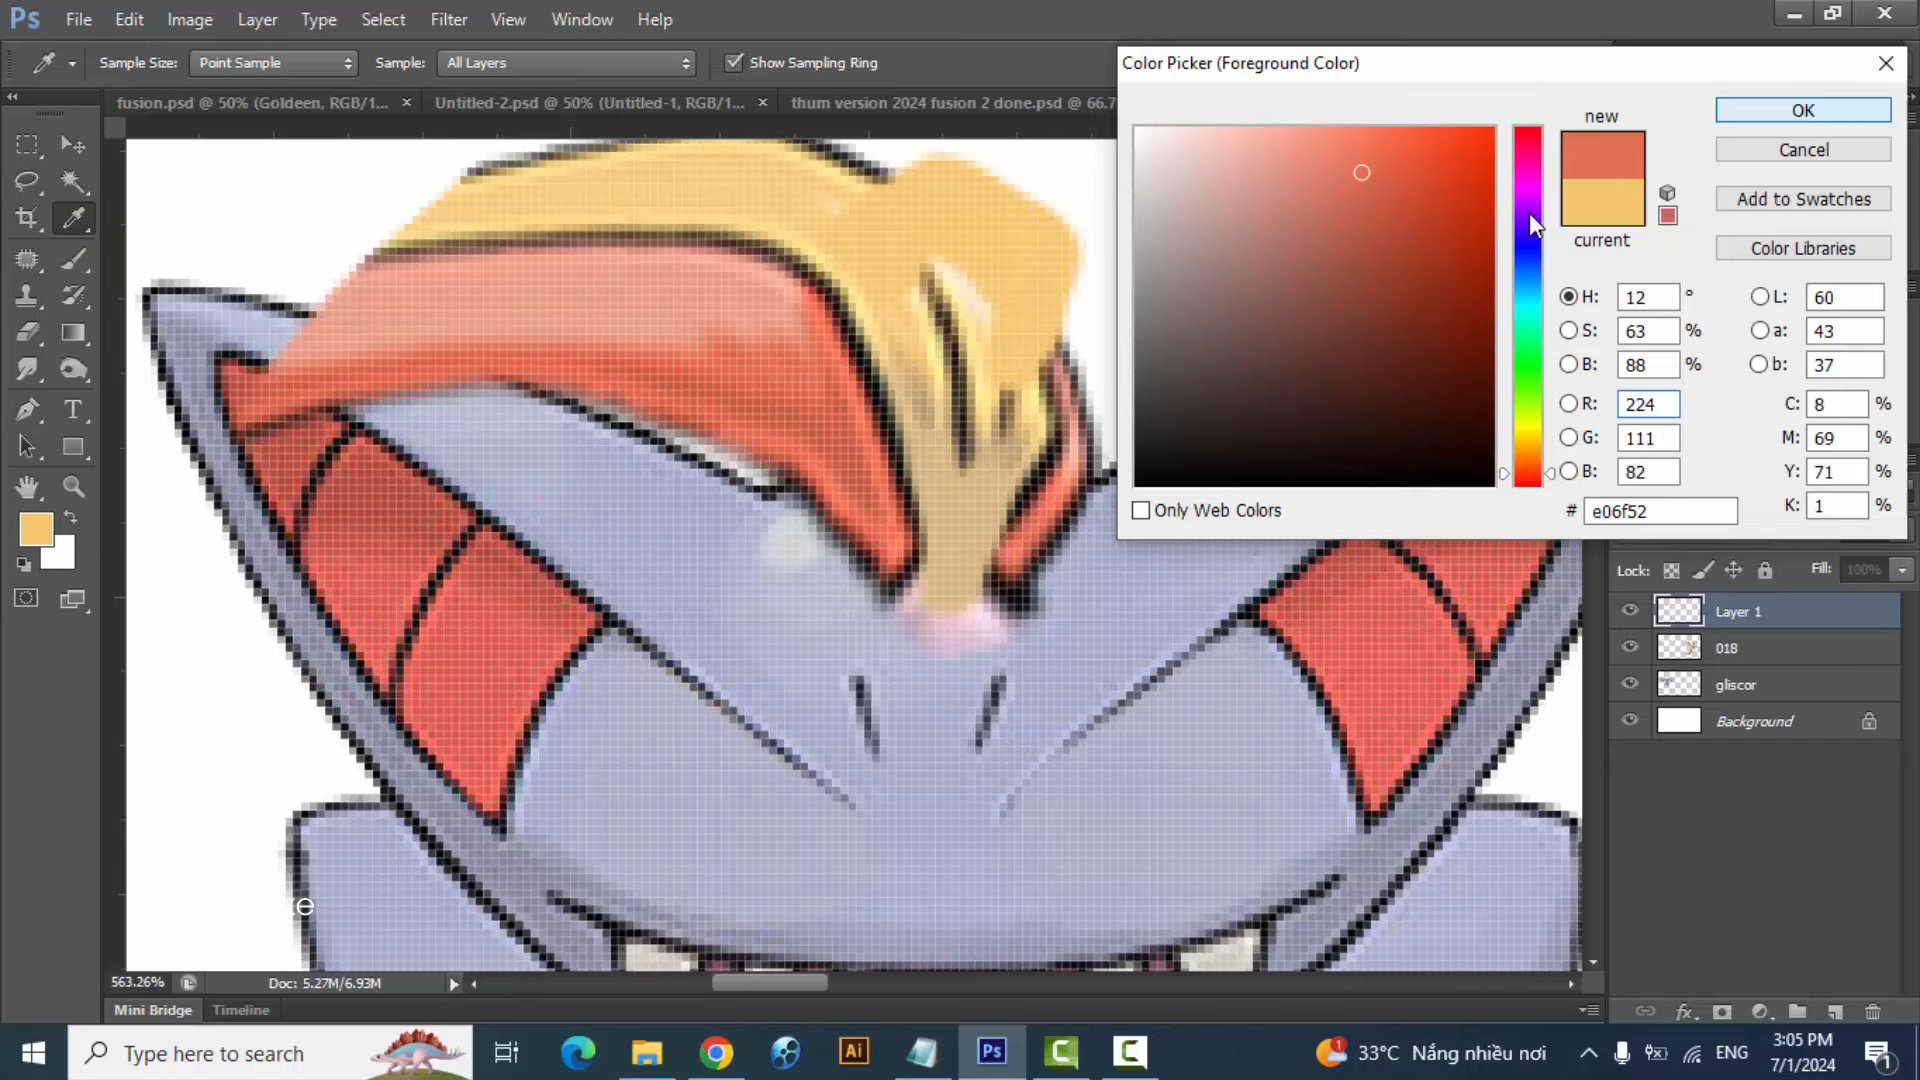 Ps File Edit Image Layer Type Select Filter View Window Help
Sample Size: Point Sample Sample: All Layers Show Sampling Ring
fusion.psd @ 50% (Goldeen, RGB/1... × Untitled-2.psd @ 50% (Untitled-1, RGB/1... × thum version 2024 fusion 2 done.psd @ 66.7
Color Picker (Foreground Color)
new
current
OK
Cancel
Add to Swatches
Color Libraries
H: 12 °
S: 63 %
B: 88 %
R: 224
G: 111
B: 82
L: 60
a: 43
b: 37
C: 8 %
M: 69 %
Y: 71 %
K: 1 %
# e06f52
Only Web Colors
Lock: Fill: 100%
Layer 1
018
gliscor
Background
563.26% Doc: 5.27M/6.93M
Mini Bridge Timeline
Type here to search
Ai Ps
33°C Nắng nhiều nơi
ENG
3:05 PM
7/1/2024
1